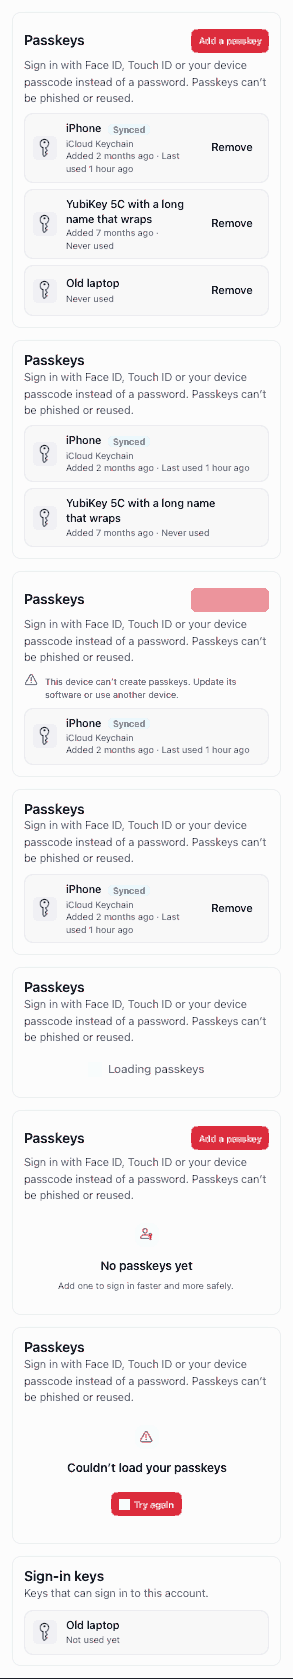 Passkeys
Add a passkey
Sign in with Face ID, Touch ID or your device
passcode instead of a password. Passkeys can't
be phished or reused.
iPhone Synced
iCloud Keychain
Added 2 months ago · Last
used 1 hour ago
Remove
YubiKey 5C with a long
name that wraps
Added 7 months ago ·
Never used
Remove
Old laptop
Never used
Remove
Passkeys
Sign in with Face ID, Touch ID or your device
passcode instead of a password. Passkeys can't
be phished or reused.
iPhone Synced
iCloud Keychain
Added 2 months ago · Last used 1 hour ago
YubiKey 5C with a long name
that wraps
Added 7 months ago · Never used
Passkeys
Sign in with Face ID, Touch ID or your device
passcode instead of a password. Passkeys can't
be phished or reused.
This device can't create passkeys. Update its
software or use another device.
iPhone Synced
iCloud Keychain
Added 2 months ago · Last used 1 hour ago
Passkeys
Sign in with Face ID, Touch ID or your device
passcode instead of a password. Passkeys can't
be phished or reused.
iPhone Synced
iCloud Keychain
Added 2 months ago · Last
used 1 hour ago
Remove
Passkeys
Sign in with Face ID, Touch ID or your device
passcode instead of a password. Passkeys can't
be phished or reused.
Loading passkeys
Passkeys
Add a passkey
Sign in with Face ID, Touch ID or your device
passcode instead of a password. Passkeys can't
be phished or reused.
No passkeys yet
Add one to sign in faster and more safely.
Passkeys
Sign in with Face ID, Touch ID or your device
passcode instead of a password. Passkeys can't
be phished or reused.
Couldn't load your passkeys
Try again
Sign-in keys
Keys that can sign in to this account.
Old laptop
Not used yet